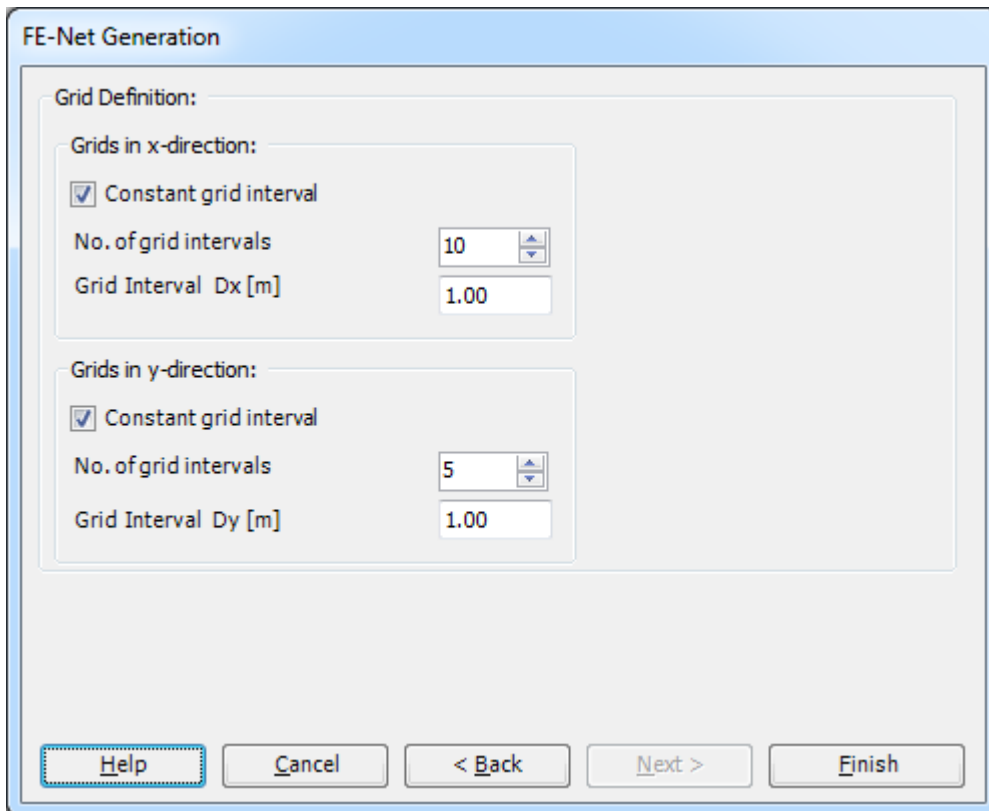 FE-Net Generation
Grid Definition:
Grids in x-direction:
Constant grid interval
No. of grid intervals 10
Grid Interval Dx [m] 1.00
Grids in y-direction:
Constant grid interval
No. of grid intervals 5
Grid Interval Dy [m] 1.00
Help Cancel < Back Next > Finish